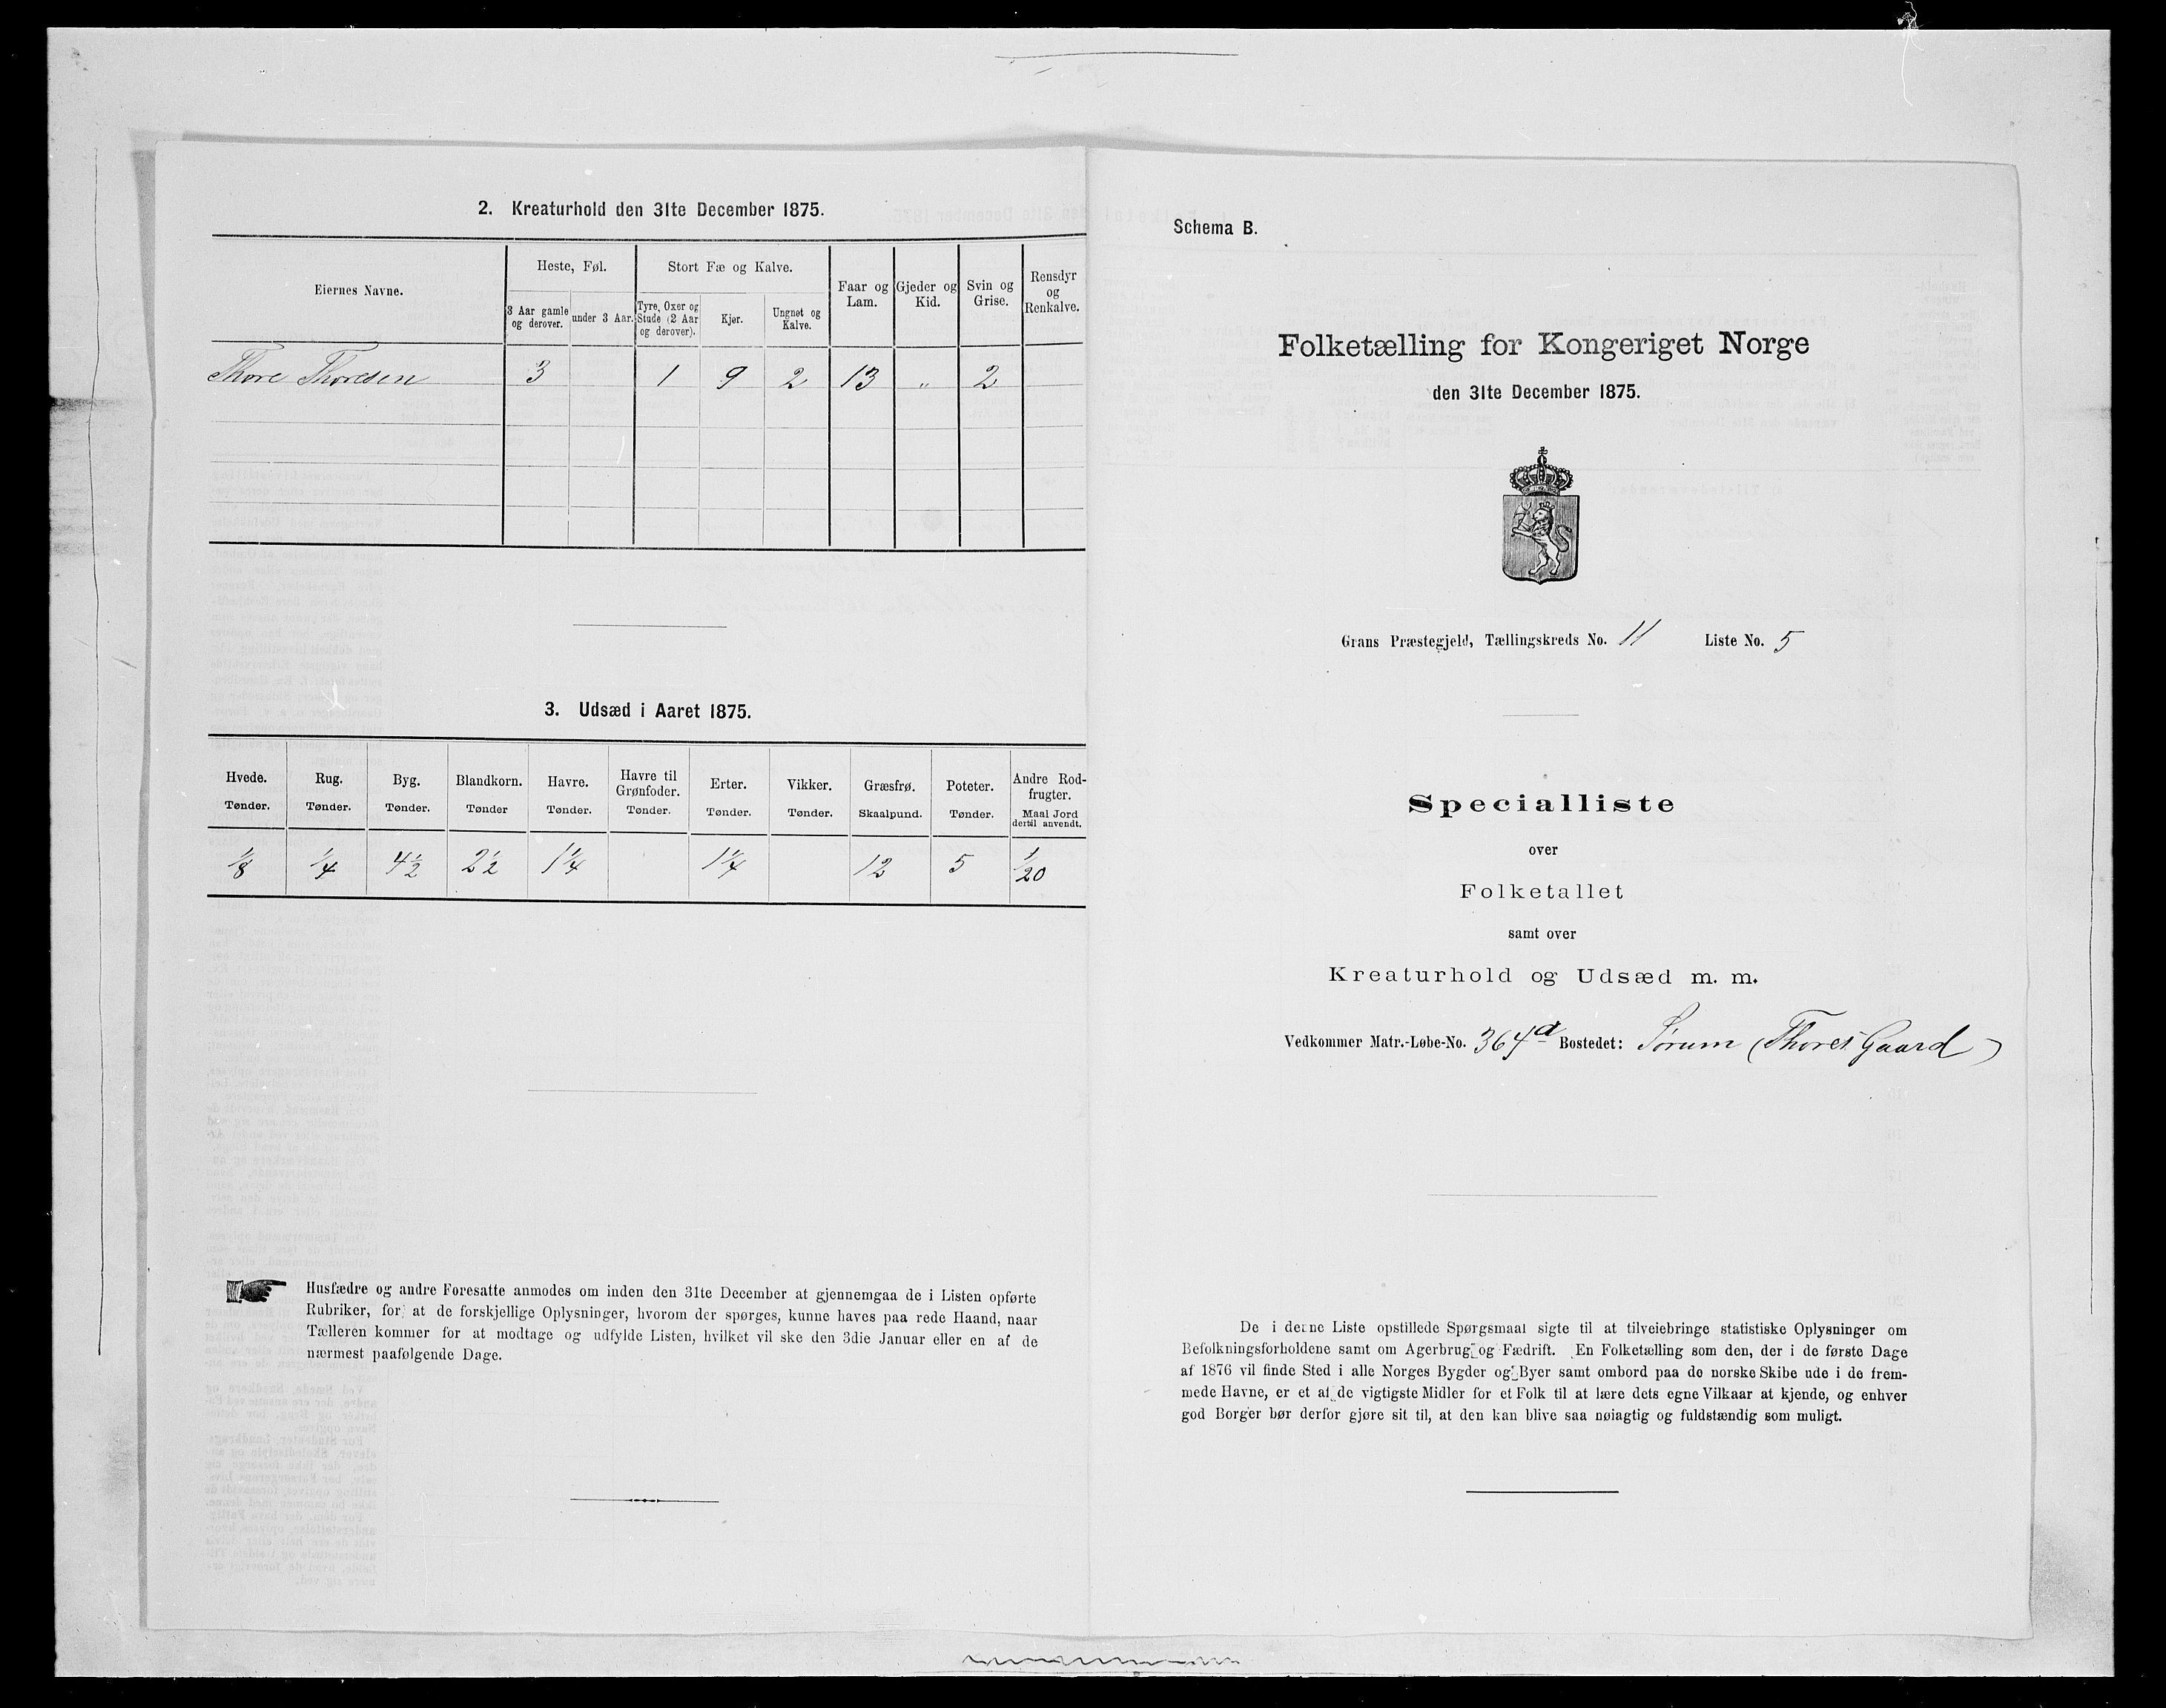 2. Kreaturhold den 31te December 1875.
Eiernes Navne.
Heste, Føl.
Stort Fæ og Kalve.
Faar og Lam.
Gjeder og Kid.
Svin og Grise.
Rensdyr og Renkalve.
3 Aar gamle og derover.
under 3 Aar.
Tyre, Oxer og Stude (2 Aar og derover).
Kjør.
Ungnøt og Kalve.
Thore Thoresen 3 1 9 2 13 „ 2
3. Udsæd i Aaret 1875.
Hvede. Rug. Byg. Blandkorn. Havre. Havre til Grønfoder. Erter. Vikker. Græsfrø. Poteter. Andre Rodfrugter.
Tønder. Tønder. Tønder. Tønder Tønder. Tønder. Tønder. Tønder. Skaalpund. Tønder. Maal Jord dertil anvendt.
1/8 1/4 4 1/2 2 1/2 1 1/4 1 1/4 12 5 1/20
Husfædre og andre Foresatte anmodes om inden den 31te December at gjennemgaa de i Listen opførte
Rubriker, for at de forskjellige Oplysninger, hvorom der spørges, kunne haves paa rede Haand, naar
Tælleren kommer for at modtage og udfylde Listen, hvilket vil ske den 3die Januar eller en af de
nærmest paafølgende Dage.
Schema B.
Folketælling for Kongeriget Norge
den 31te December 1875.
Grans Præstegjeld, Tællingskreds No. 11 Liste No. 5
Specialliste
over
Folketallet
samt over
Kreaturhold og Udsæd m. m.
Vedkommer Matr.-Løbe-No. 364a Bostedet: Sørum (Thores Gaard)
De i denne Liste opstillede Spørgsmaal sigte til at tilveiebringe statistiske Oplysninger om
Befolkningsforholdene samt om Agerbrug og Fædrift. En Folketælling som den, der i de første Dage
af 1876 vil finde Sted i alle Norges Bygder og Byer samt ombord paa de norske Skibe ude i de frem-
mede Havne, er et af de vigtigste Midler for et Folk til at lære dets egne Vilkaar at kjende, og enhver
god Borger bør derfor gjøre sit til, at den kan blive saa nøiagtig og fuldstændig som muligt.